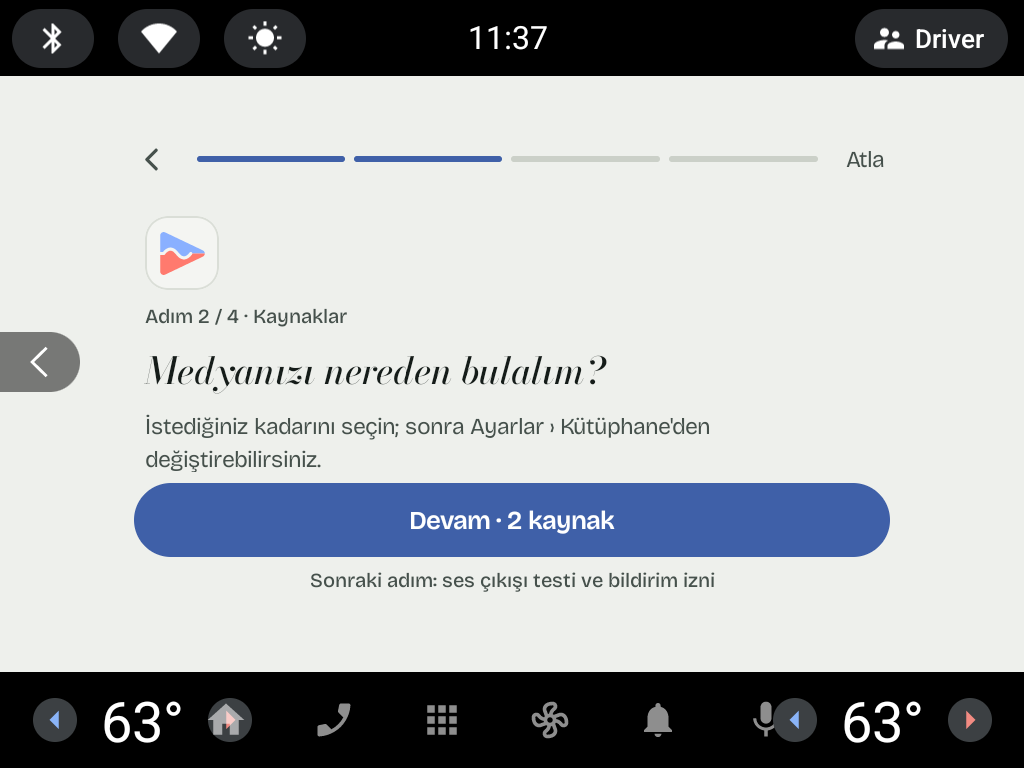 11:37
Driver
Atla
Adım 2 / 4 · Kaynaklar
Medyanızı nereden bulalım?
İstediğiniz kadarını seçin; sonra Ayarlar › Kütüphane'den
değiştirebilirsiniz.
Devam · 2 kaynak
Sonraki adım: ses çıkışı testi ve bildirim izni
63°
63°